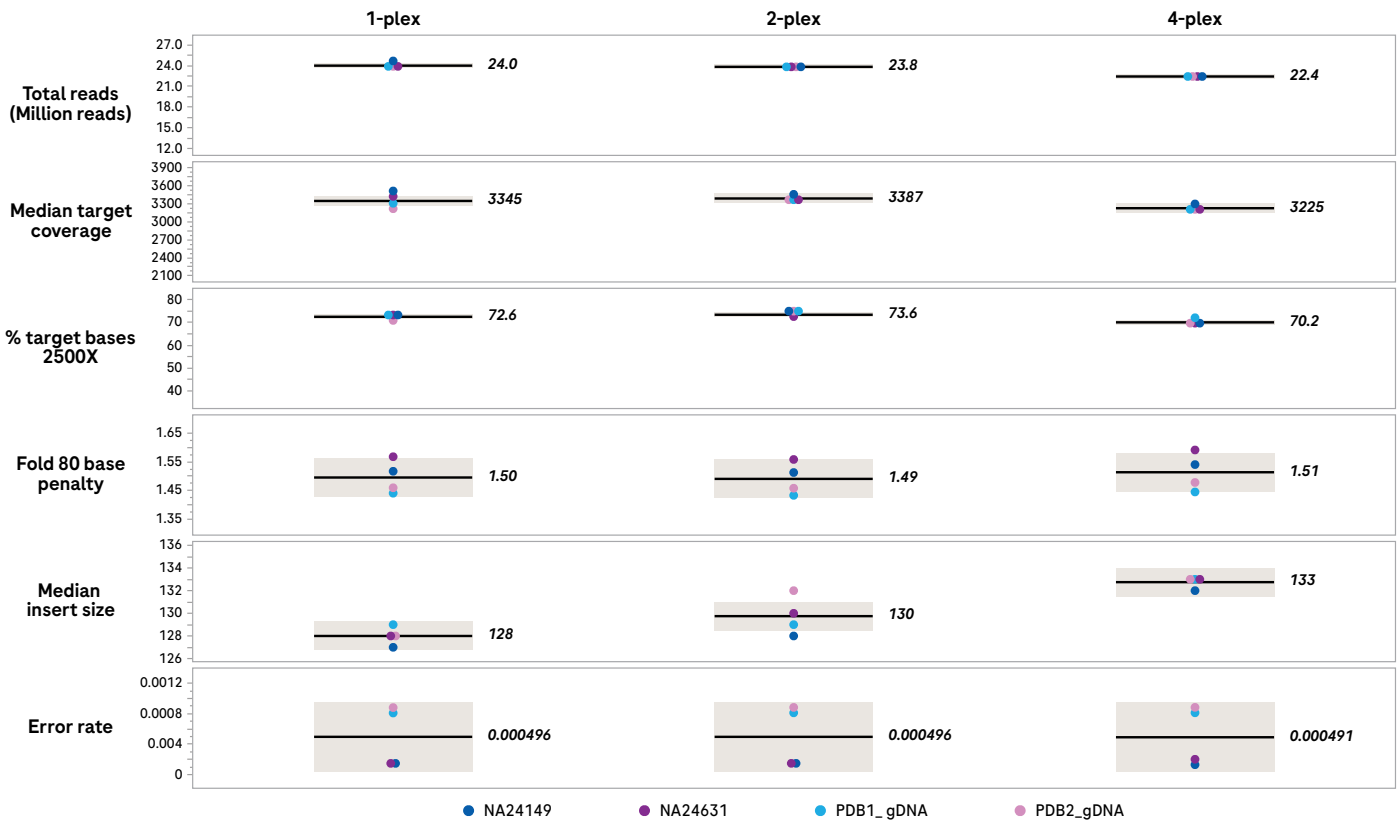 1-plex 2-plex 4-plex
Total reads
(Million reads)
27.0
24.0
21.0
18.0
15.0
12.0
24.0 23.8 22.4
Median target
coverage
3900
3600
3300
3000
2700
2400
2100
3345 3387 3225
% target bases
2500X
80
70
60
50
40
72.6 73.6 70.2
Fold 80 base
penalty
1.65
1.55
1.45
1.35
1.50 1.49 1.51
Median
insert size
136
134
132
130
128
126
128 130 133
Error rate
0.0012
0.0008
0.004
0
0.000496 0.000496 0.000491
NA24149 NA24631 PDB1_ gDNA PDB2_gDNA